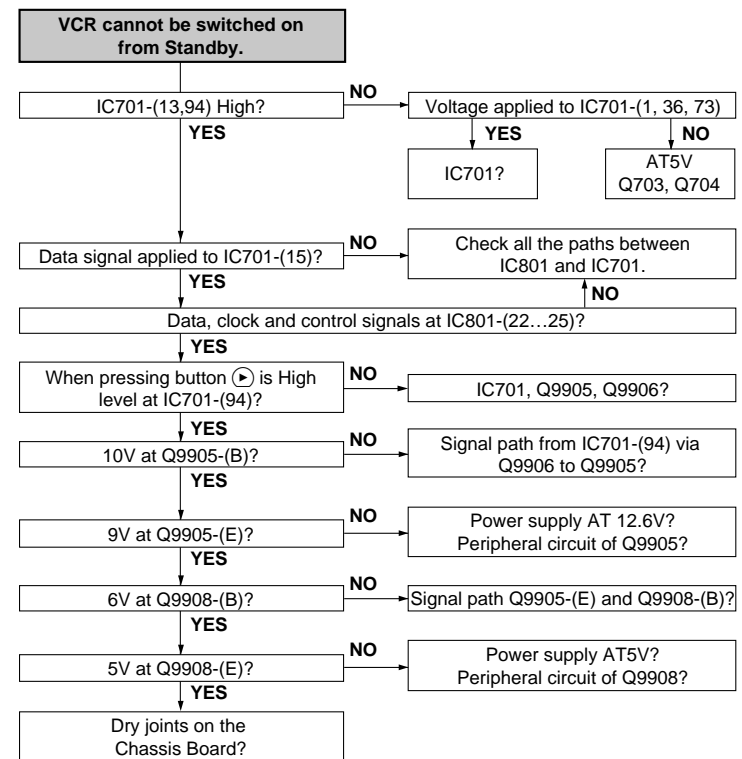 VCR cannot be switched on
from Standby.
IC701-(13,94) High?
NO
Voltage applied to IC701-(1, 36, 73)
YES
YES
NO
IC701?
AT5V
Q703, Q704
Data signal applied to IC701-(15)?
NO
Check all the paths between
IC801 and IC701.
YES
NO
Data, clock and control signals at IC801-(22...25)?
YES
When pressing button is High
level at IC701-(94)?
NO
IC701, Q9905, Q9906?
YES
10V at Q9905-(B)?
NO
Signal path from IC701-(94) via
Q9906 to Q9905?
YES
9V at Q9905-(E)?
NO
Power supply AT 12.6V?
Peripheral circuit of Q9905?
YES
6V at Q9908-(B)?
NO
Signal path Q9905-(E) and Q9908-(B)?
YES
5V at Q9908-(E)?
NO
Power supply AT5V?
Peripheral circuit of Q9908?
YES
Dry joints on the
Chassis Board?